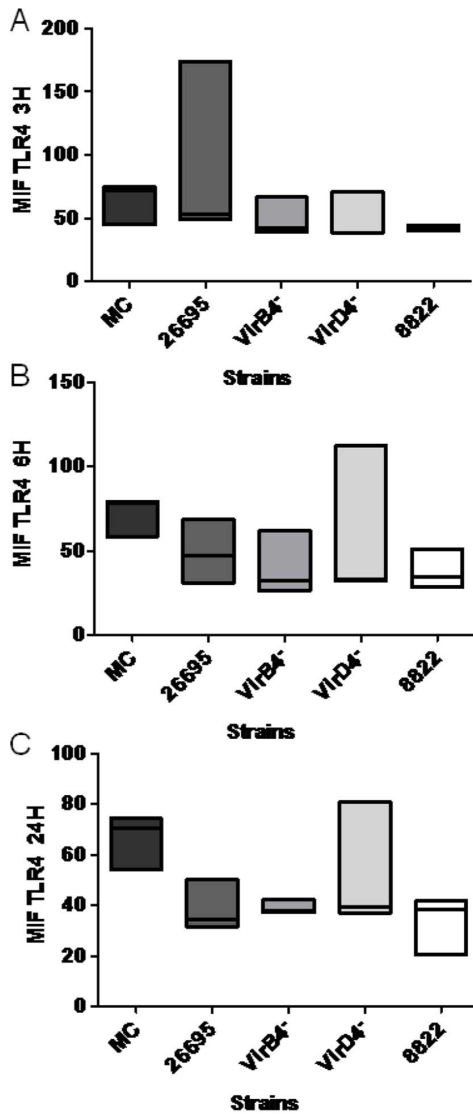 A
MIF TLR4 3H
200
150
100
50
0
MC
26695
VirB4-
VirD4-
8822
Strains
B
MIF TLR4 6H
150
100
50
0
MC
26695
VirB4-
VirD4-
8822
Strains
C
MIF TLR4 24H
100
80
60
40
20
0
MC
26695
VirB4-
VirD4-
8822
Strains